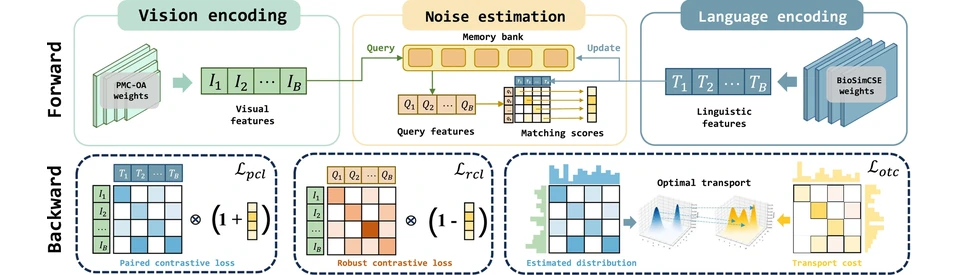 Forward
Vision encoding
PMC-OA
weights
I1 I2 ⋯ IB
Visual
features
Noise estimation
Memory bank
Query
Update
Q1 Q2 ⋯ QB
Query features
Matching scores
Language encoding
T1 T2 ⋯ TB
Linguistic
features
BioSimCSE
weights
Backward
T1 T2 ⋯ TB
I1
I2
⋯
IB
ℒpcl
⊗ (1 + )
Paired contrastive loss
Q1 Q2 ⋯ QB
I1
I2
⋯
IB
ℒrcl
⊗ (1 - )
Robust contrastive loss
ℒotc
Optimal transport
Estimated distribution
Transport cost